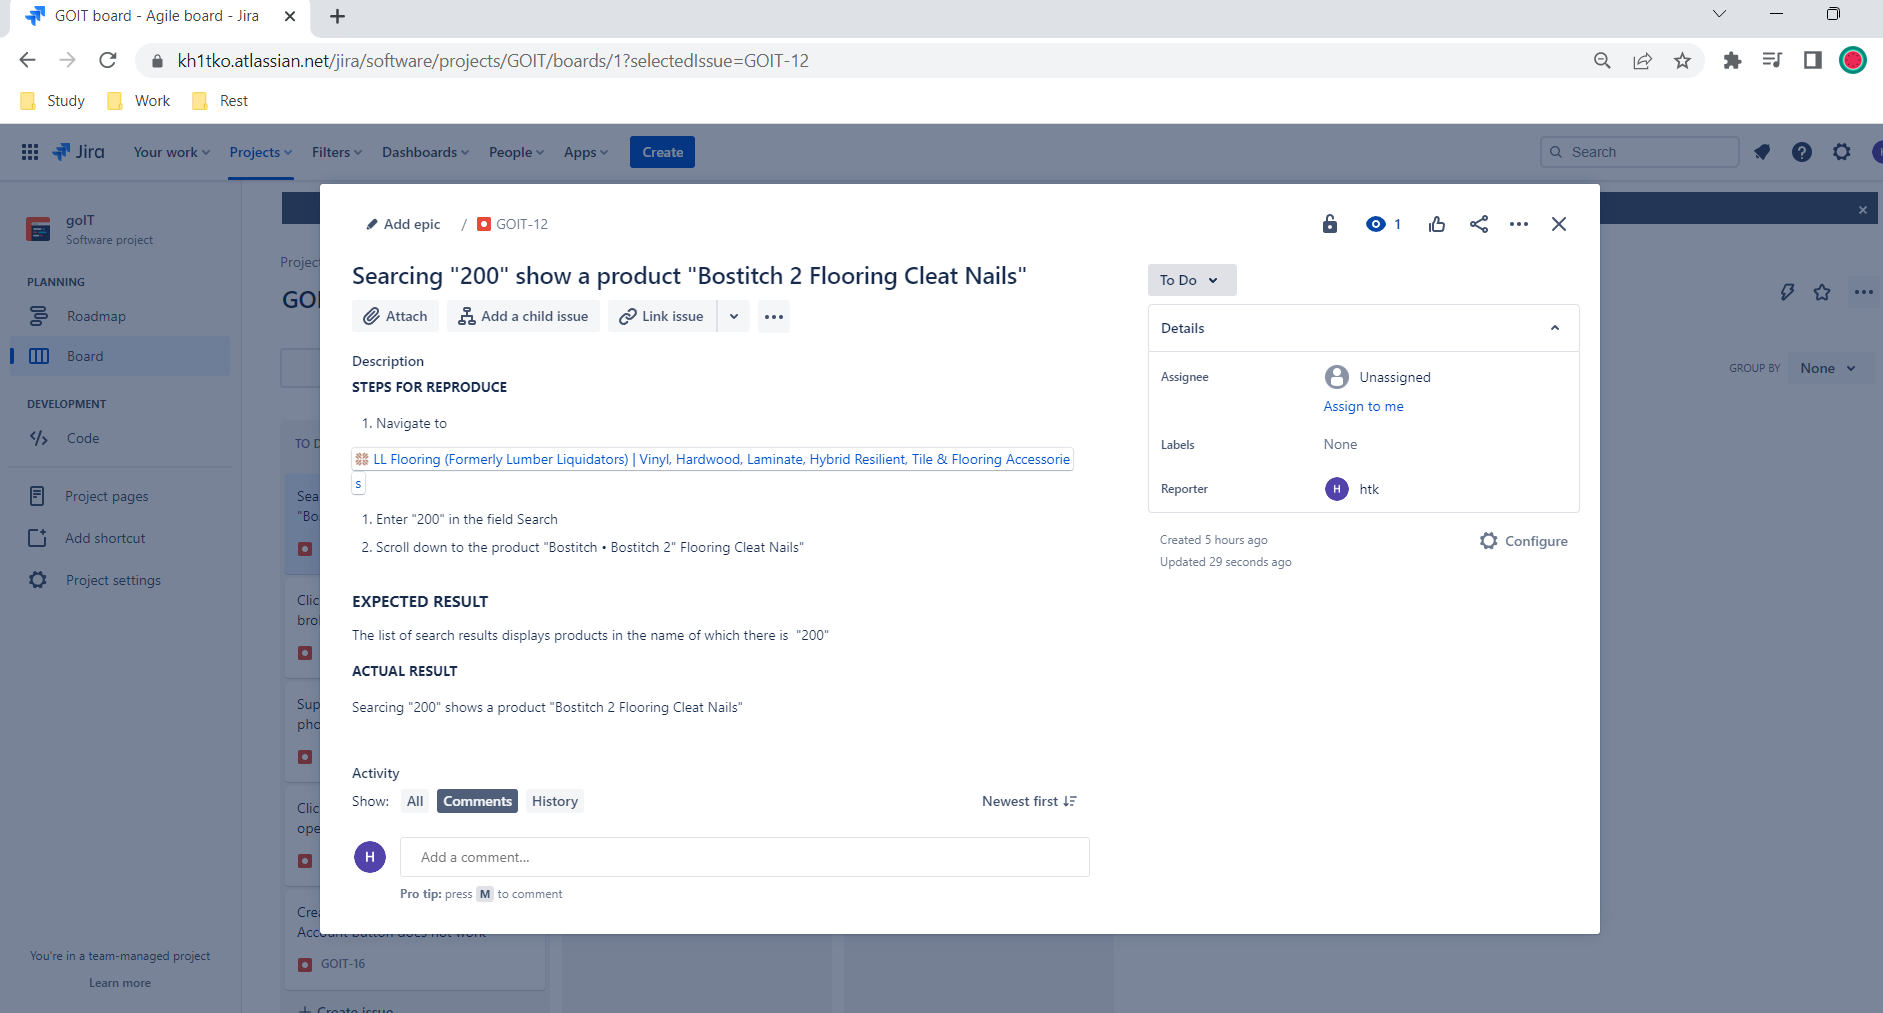 GOIT board - Agile board - Jira
kh1tko.atlassian.net/jira/software/projects/GOIT/boards/1?selectedIssue=GOIT-12
Study Work Rest
Jira Your work Projects Filters Dashboards People Apps Create Search
goIT
Software project
PLANNING
Roadmap
Board
DEVELOPMENT
Code
Project pages
Add shortcut
Project settings
You're in a team-managed project
Learn more
Projec
GO
GROUP BY None
TO D
Sea
"Bo
Clic
bro
Sup
pho
Clic
ope
Crea
Account button does not work
GOIT-16
+ Create issue
Add epic / GOIT-12
1
Searcing "200" show a product "Bostitch 2 Flooring Cleat Nails"
Attach Add a child issue Link issue
Description
STEPS FOR REPRODUCE
1. Navigate to
LL Flooring (Formerly Lumber Liquidators) | Vinyl, Hardwood, Laminate, Hybrid Resilient, Tile & Flooring Accessorie
s
1. Enter "200" in the field Search
2. Scroll down to the product "Bostitch • Bostitch 2" Flooring Cleat Nails"
EXPECTED RESULT
The list of search results displays products in the name of which there is "200"
ACTUAL RESULT
Searcing "200" shows a product "Bostitch 2 Flooring Cleat Nails"
Activity
Show: All Comments History Newest first
H Add a comment...
Pro tip: press M to comment
To Do
Details
Assignee Unassigned
Assign to me
Labels None
Reporter H htk
Created 5 hours ago
Updated 29 seconds ago
Configure